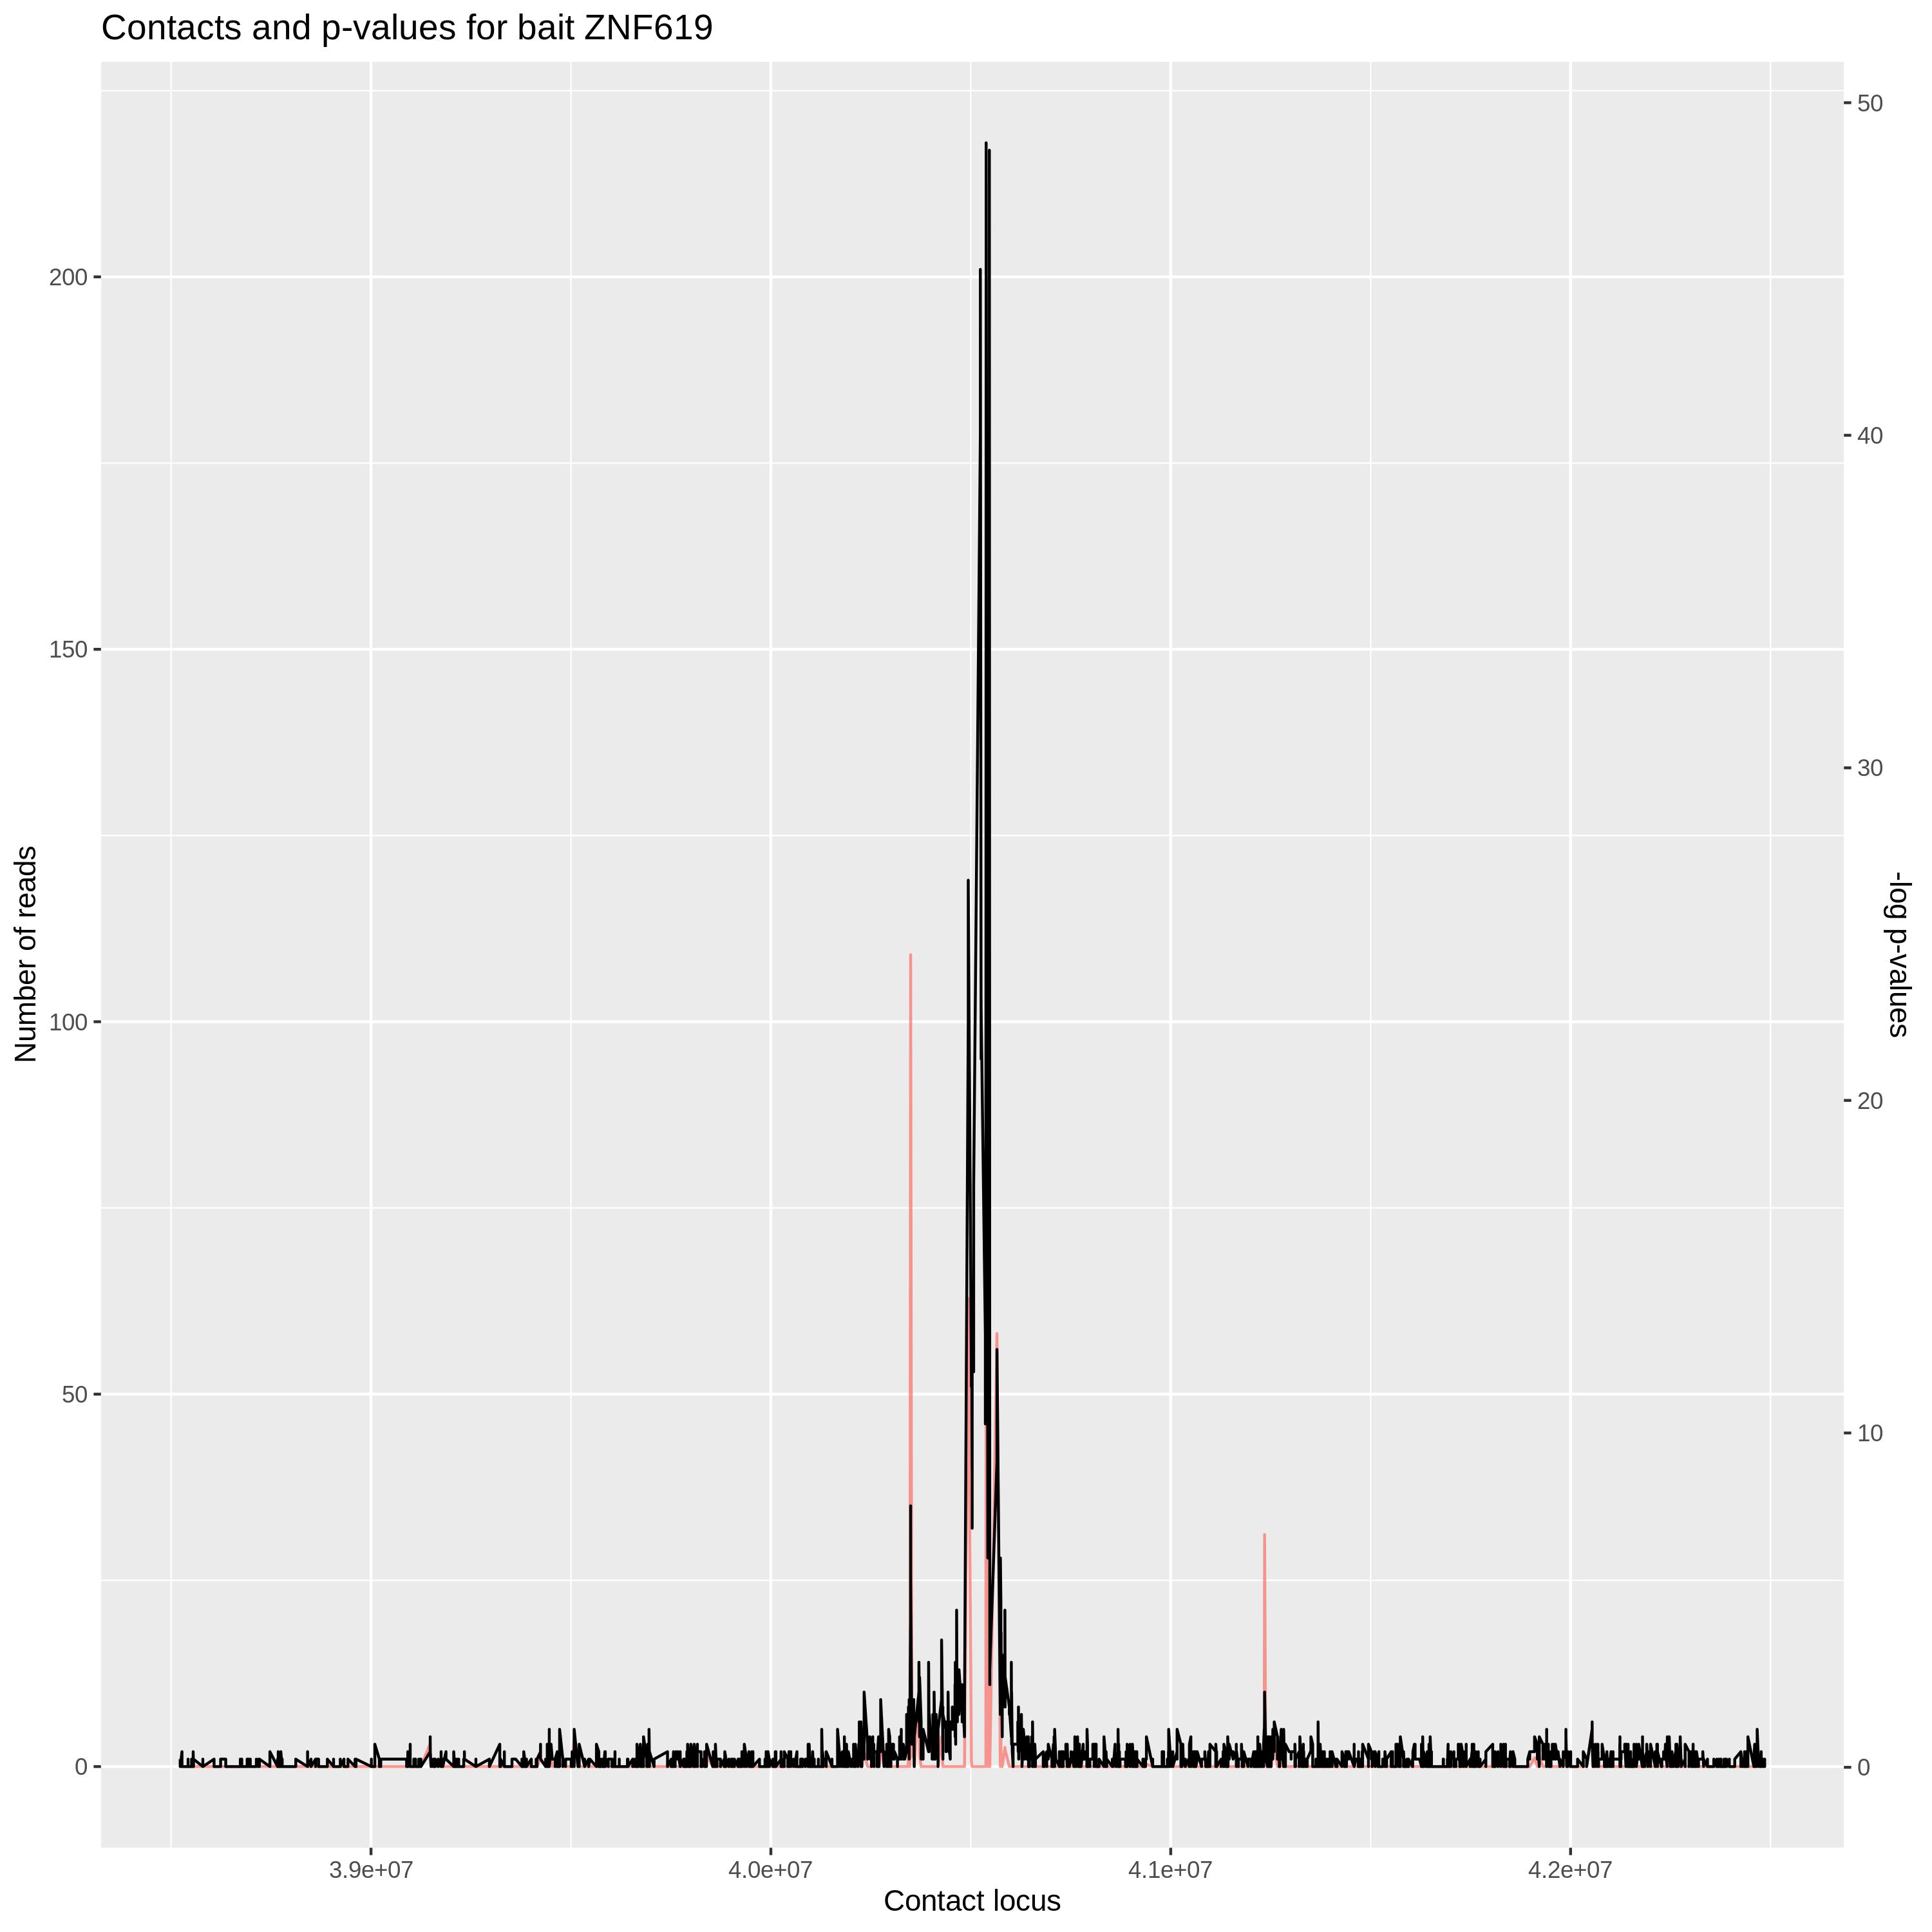 Contacts and p-values for bait ZNF619
Number of reads
200
150
100
50
0
50
40
30
20
10
0
-log p-values
3.9e+07 4.0e+07 4.1e+07 4.2e+07
Contact locus